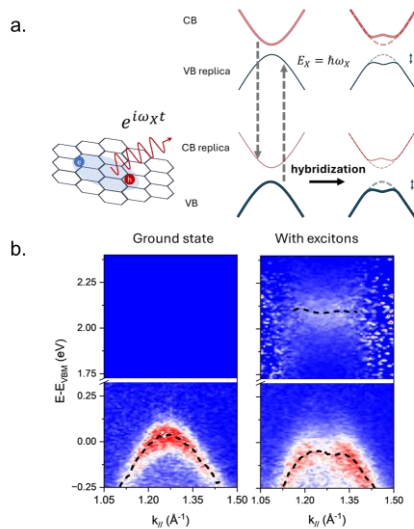 a.
CB
VB replica
E_X = ħω_X
e^{iω_X t}
e
h
CB replica
hybridization
VB
b.
Ground state
With excitons
E-E_VBM (eV)
2.25
2.00
1.75
0.25
0.00
-0.25
1.05 1.20 1.35 1.50 1.05 1.20 1.35 1.50
k_// (Å⁻¹) k_// (Å⁻¹)